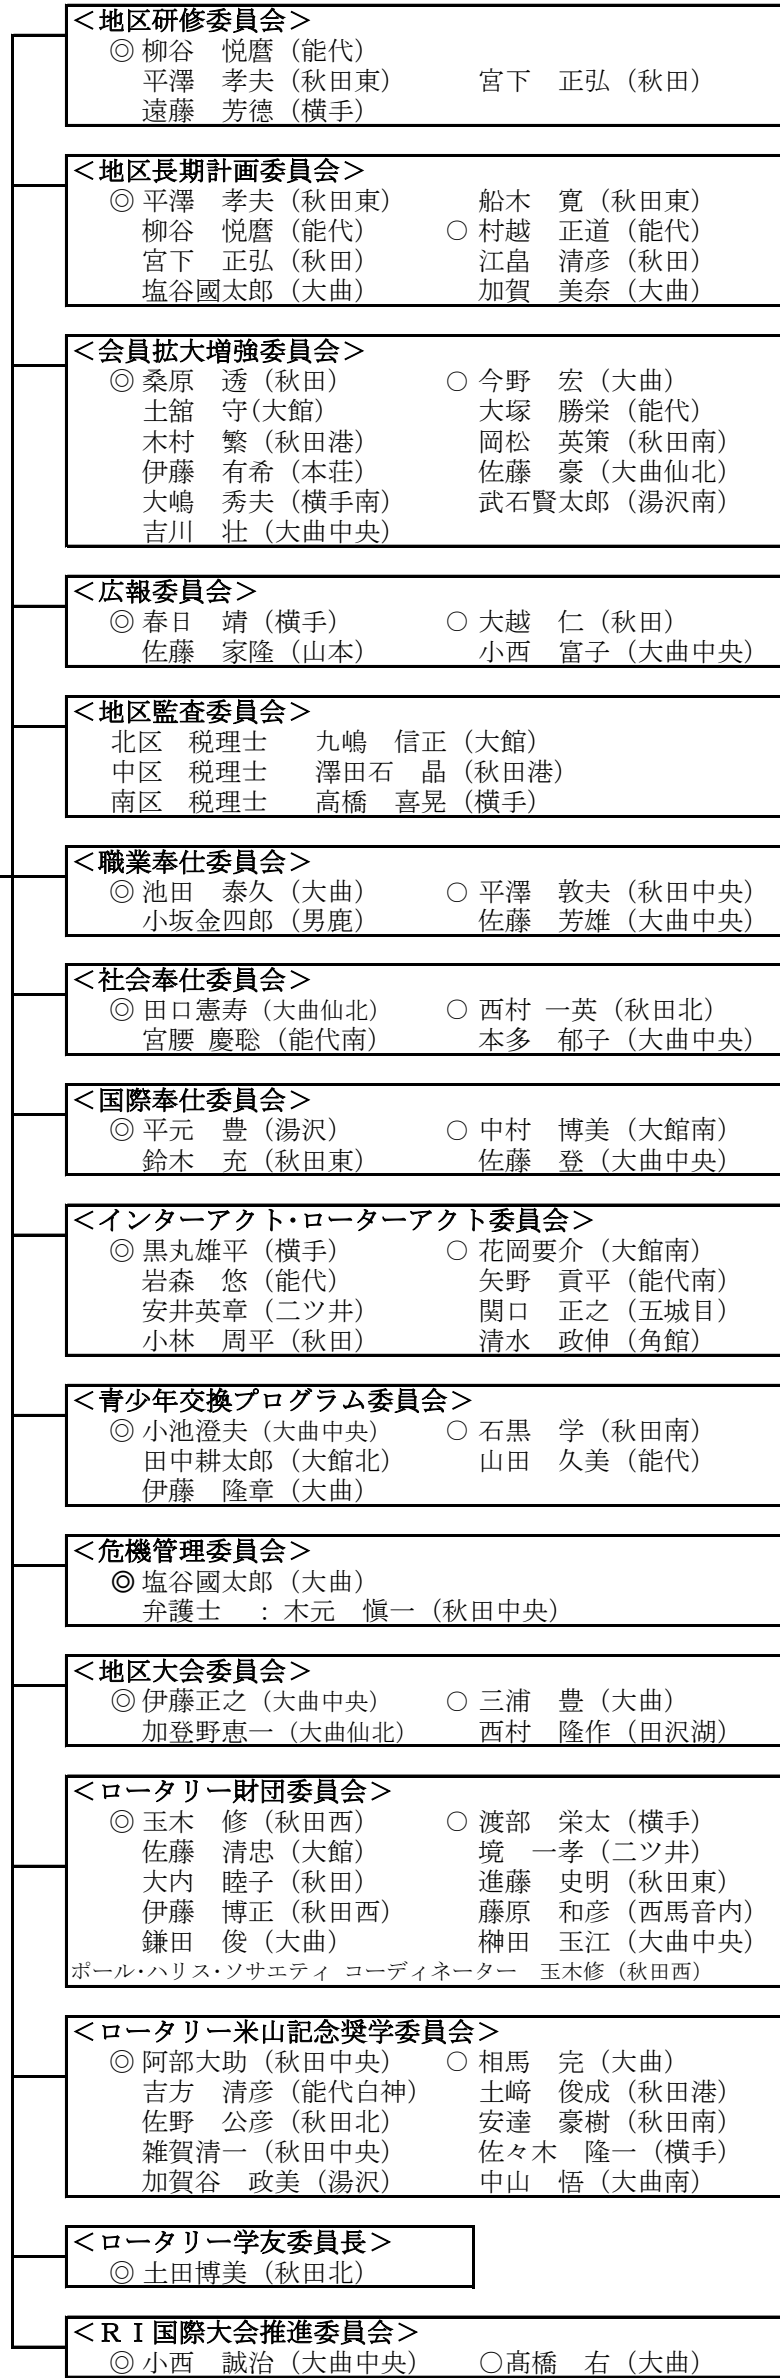 ＜地区研修委員会＞
◎ 柳谷　悦麿（能代）
平澤　孝夫（秋田東）　宮下　正弘（秋田）
遠藤　芳徳（横手）
＜地区長期計画委員会＞
◎ 平澤　孝夫（秋田東）　船木　寛（秋田東）
柳谷　悦麿（能代）　○ 村越　正道（能代）
宮下　正弘（秋田）　江畠　清彦（秋田）
塩谷國太郎（大曲）　加賀　美奈（大曲）
＜会員拡大増強委員会＞
◎ 桑原　透（秋田）　○ 今野　宏（大曲）
土舘　守(大館)　大塚　勝栄（能代）
木村　繁（秋田港）　岡松　英策（秋田南）
伊藤　有希（本荘）　佐藤　豪（大曲仙北）
大嶋　秀夫（横手南）　武石賢太郎（湯沢南）
吉川　壮（大曲中央）
＜広報委員会＞
◎ 春日　靖（横手）　○ 大越　仁（秋田）
佐藤　家隆（山本）　小西　富子（大曲中央）
＜地区監査委員会＞
北区　税理士　九嶋　信正（大館）
中区　税理士　澤田石　晶（秋田港）
南区　税理士　高橋　喜晃（横手）
＜職業奉仕委員会＞
◎ 池田　泰久（大曲）　○ 平澤　敦夫（秋田中央）
小坂金四郎（男鹿）　佐藤　芳雄（大曲中央）
＜社会奉仕委員会＞
◎ 田口憲寿（大曲仙北）　○ 西村 一英（秋田北）
宮腰 慶聡（能代南）　本多　郁子（大曲中央）
＜国際奉仕委員会＞
◎ 平元　豊（湯沢）　○ 中村　博美（大館南）
鈴木　充（秋田東）　佐藤　登（大曲中央）
＜インターアクト･ローターアクト委員会＞
◎ 黒丸雄平（横手）　○ 花岡要介（大館南）
岩森　悠（能代）　矢野　貢平（能代南）
安井英章（二ツ井）　関口　正之（五城目）
小林　周平（秋田）　清水　政伸（角館）
＜青少年交換プログラム委員会＞
◎ 小池澄夫（大曲中央）　○ 石黒　学（秋田南）
田中耕太郎（大館北）　山田　久美（能代）
伊藤　隆章（大曲）
＜危機管理委員会＞
◎ 塩谷國太郎（大曲）
弁護士　：木元　愼一（秋田中央）
＜地区大会委員会＞
◎ 伊藤正之（大曲中央）　○ 三浦　豊（大曲）
加登野恵一（大曲仙北）　西村　隆作（田沢湖）
＜ロータリー財団委員会＞
◎ 玉木　修（秋田西）　○ 渡部　栄太（横手）
佐藤　清忠（大館）　境　一孝（二ツ井）
大内　睦子（秋田）　進藤　史明（秋田東）
伊藤　博正（秋田西）　藤原　和彦（西馬音内）
鎌田　俊（大曲）　榊田　玉江（大曲中央）
ポール･ハリス･ソサエティ コーディネーター　玉木修（秋田西）
＜ロータリー米山記念奨学委員会＞
◎ 阿部大助（秋田中央）　○ 相馬　完（大曲）
吉方　清彦（能代白神）　土﨑　俊成（秋田港）
佐野　公彦（秋田北）　安達　豪樹（秋田南）
雑賀清一（秋田中央）　佐々木　隆一（横手）
加賀谷　政美（湯沢）　中山　悟（大曲南）
＜ロータリー学友委員長＞
◎ 土田博美（秋田北）
＜ＲＩ国際大会推進委員会＞
◎ 小西　誠治（大曲中央）　○髙橋　右（大曲）